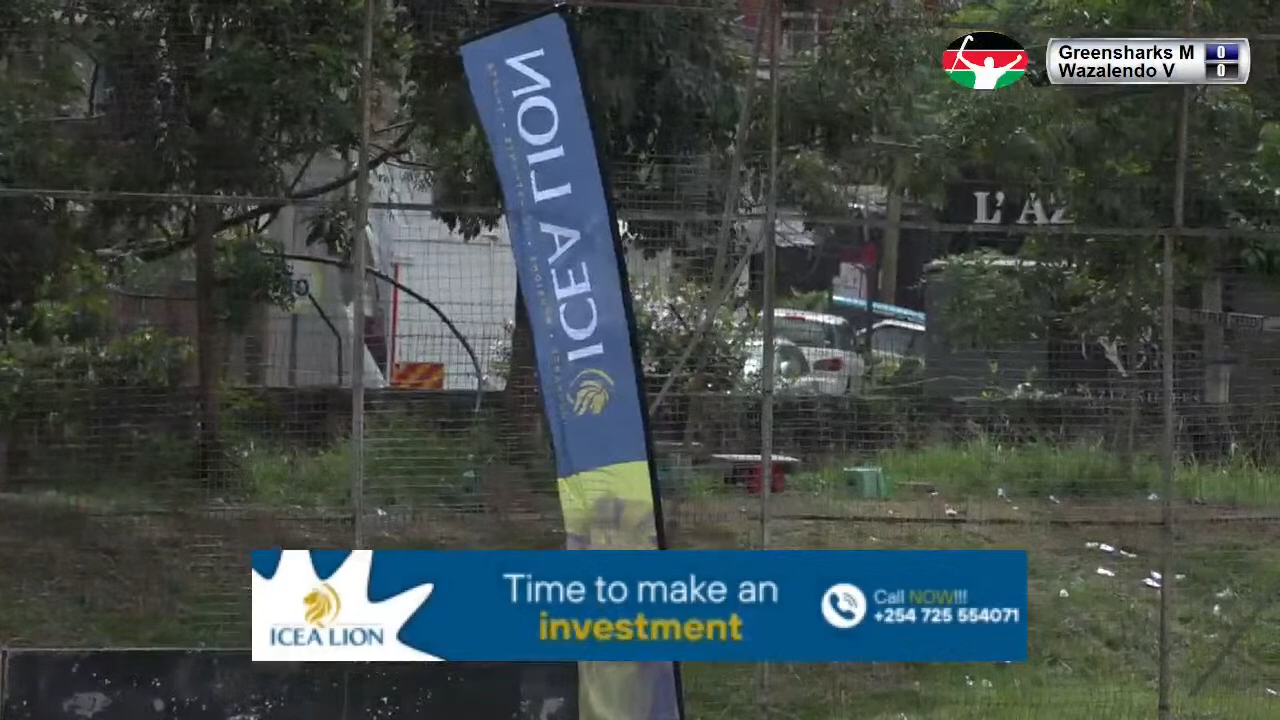 Greensharks M 0
Wazalendo V 0
ICEA LION
L'AZ
ICEA LION
Time to make an
investment
Call NOW!!!
+254 725 554071